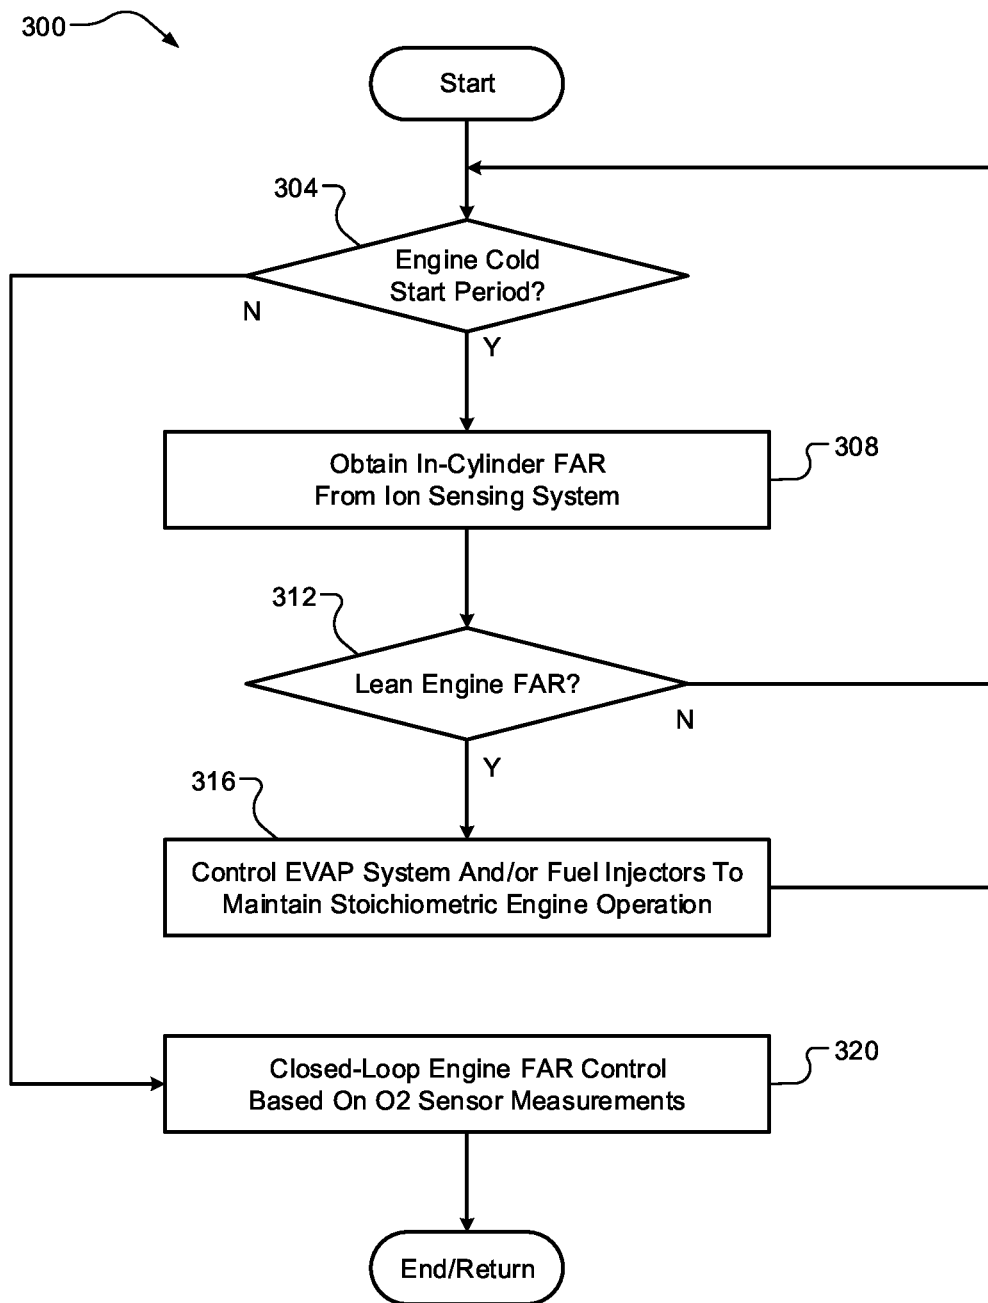 300
Start
304
Engine Cold
Start Period?
N
Y
Obtain In-Cylinder FAR
From Ion Sensing System
308
312
Lean Engine FAR?
N
Y
316
Control EVAP System And/or Fuel Injectors To
Maintain Stoichiometric Engine Operation
Closed-Loop Engine FAR Control
Based On O2 Sensor Measurements
320
End/Return